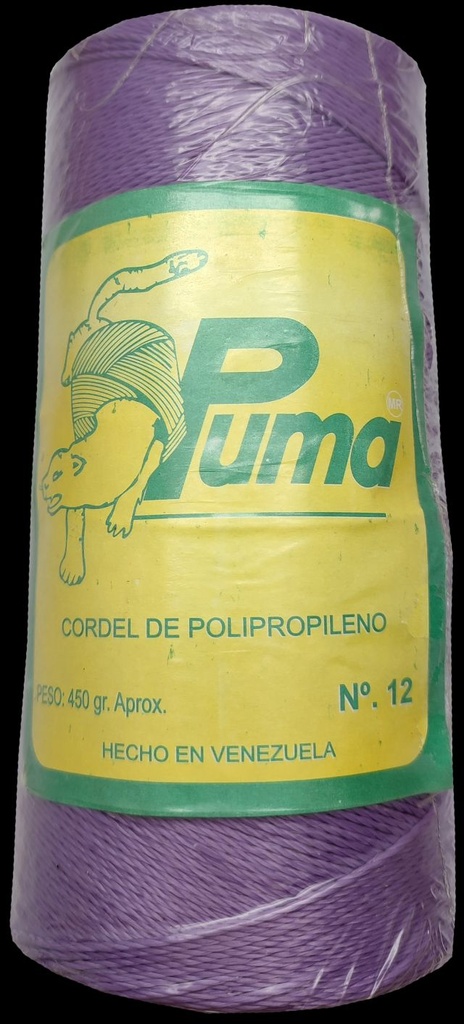 Puma MR
CORDEL DE POLIPROPILENO
PESO: 450 gr. Aprox.
Nº. 12
HECHO EN VENEZUELA